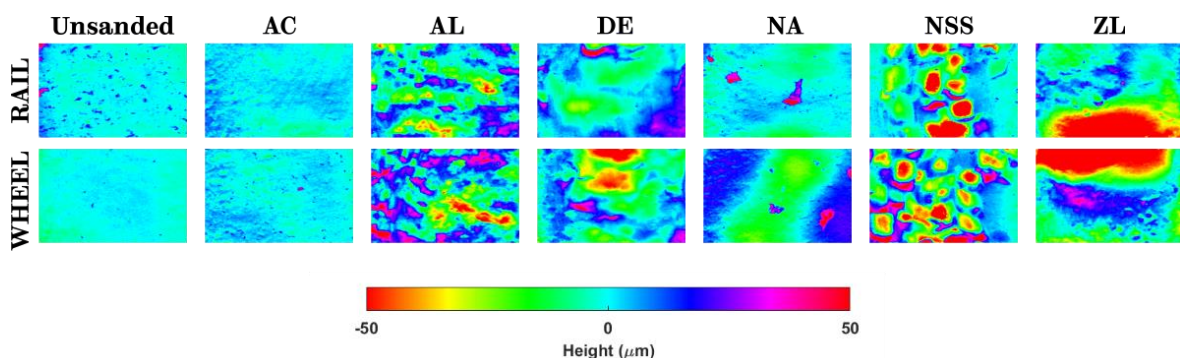 Unsanded AC AL DE NA NSS ZL
RAIL
WHEEL
-50 0 50
Height (μm)